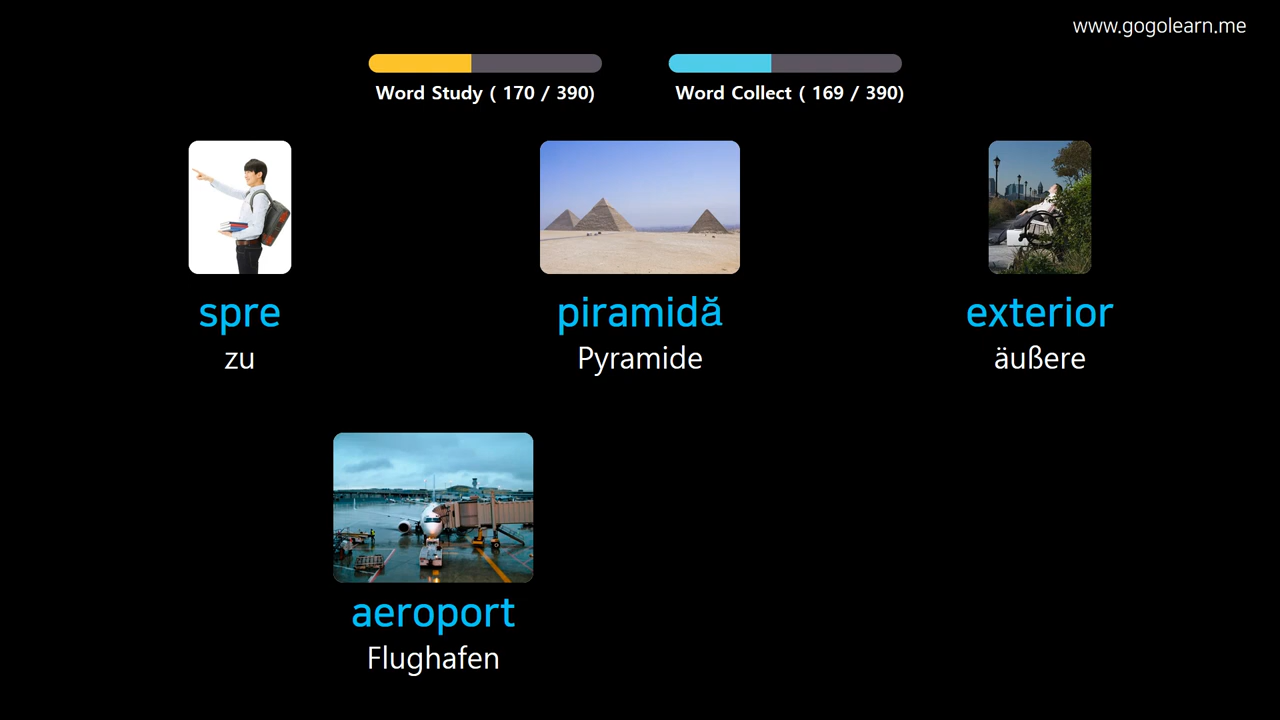 www.gogolearn.me
Word Study ( 170 / 390)
Word Collect ( 169 / 390)
spre
zu
piramidă
Pyramide
exterior
äußere
aeroport
Flughafen